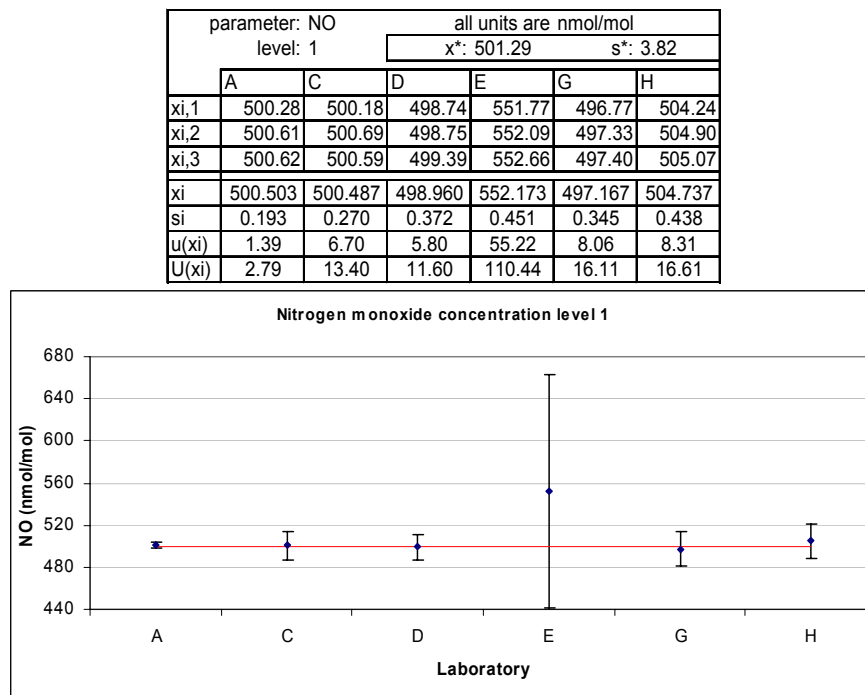 parameter: NO all units are nmol/mol
level: 1 x*: 501.29 s*: 3.82
A C D E G H
xi,1 500.28 500.18 498.74 551.77 496.77 504.24
xi,2 500.61 500.69 498.75 552.09 497.33 504.90
xi,3 500.62 500.59 499.39 552.66 497.40 505.07
xi 500.503 500.487 498.960 552.173 497.167 504.737
si 0.193 0.270 0.372 0.451 0.345 0.438
u(xi) 1.39 6.70 5.80 55.22 8.06 8.31
U(xi) 2.79 13.40 11.60 110.44 16.11 16.61
Nitrogen monoxide concentration level 1
NO (nmol/mol)
680
640
600
560
520
480
440
A C D E G H
Laboratory